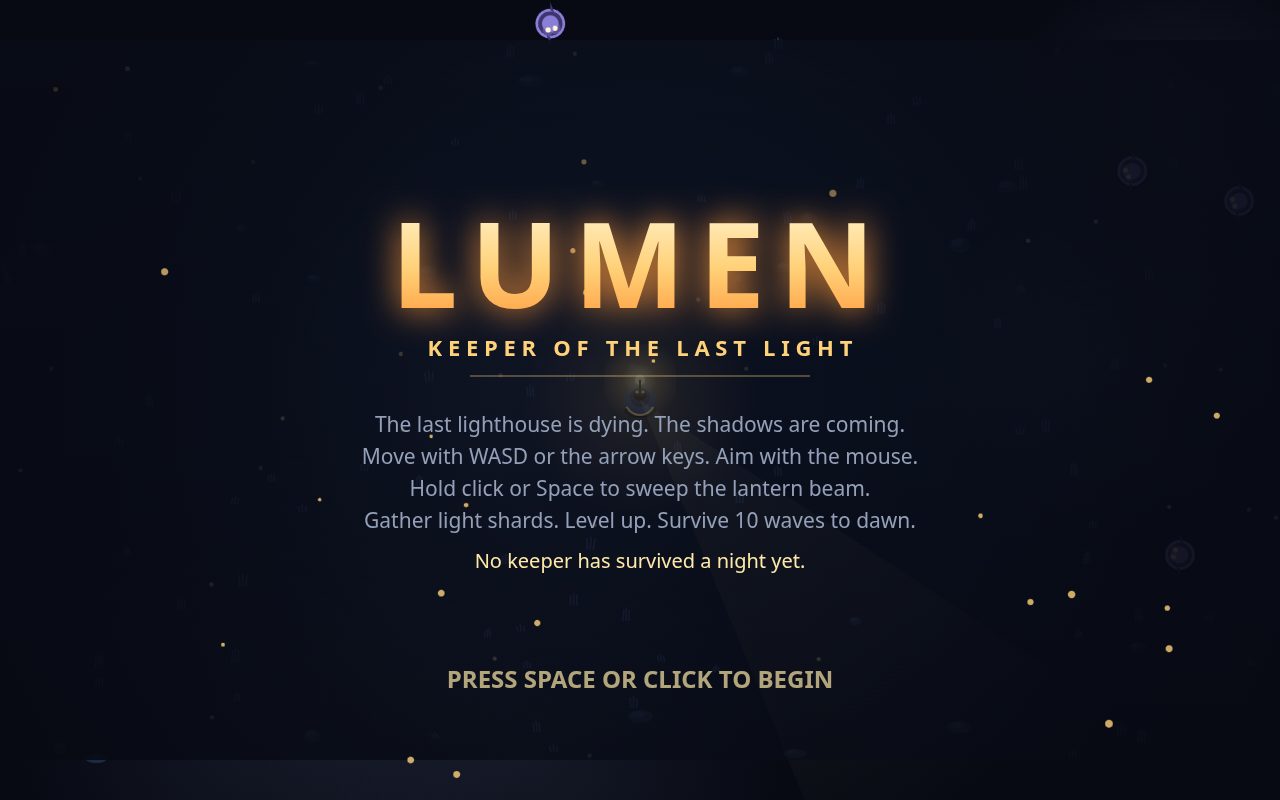 LUMEN
KEEPER OF THE LAST LIGHT
The last lighthouse is dying. The shadows are coming.
Move with WASD or the arrow keys. Aim with the mouse.
Hold click or Space to sweep the lantern beam.
Gather light shards. Level up. Survive 10 waves to dawn.
No keeper has survived a night yet.
PRESS SPACE OR CLICK TO BEGIN